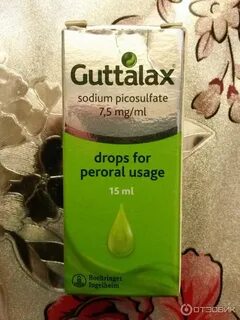 Guttalax®
sodium picosulfate
7,5 mg/ml
drops for
peroral usage
15 ml
Boehringer
Ingelheim
ОТЗОВИК